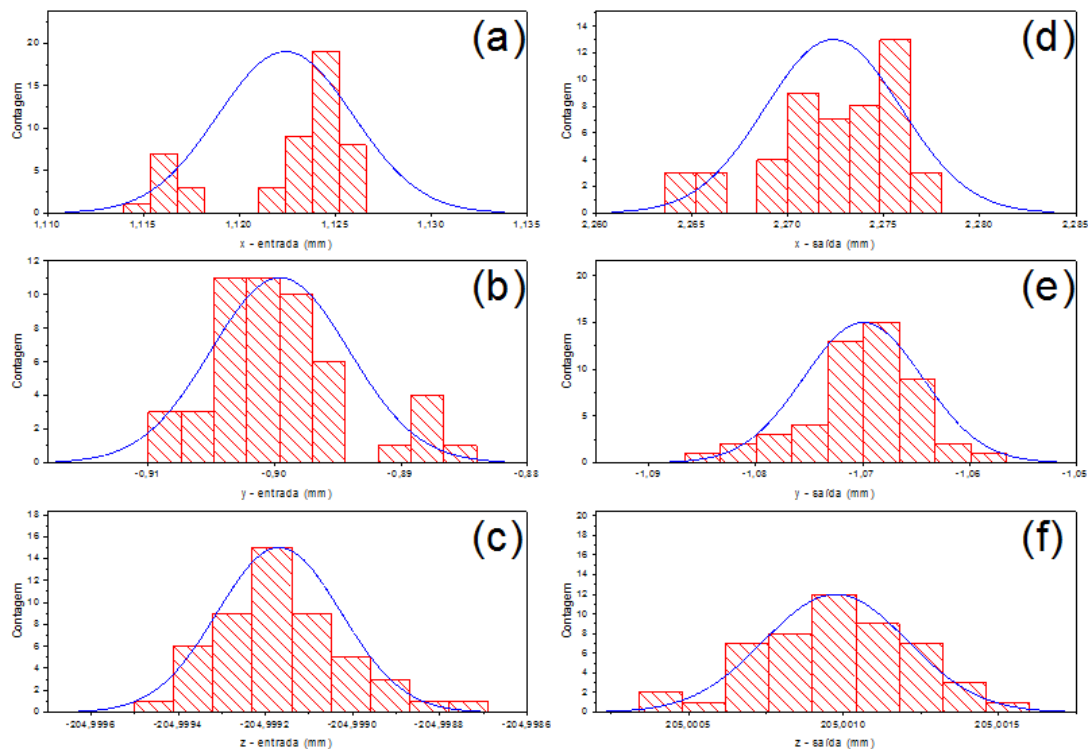 (a)
Contagem
20
15
10
5
0
1,110 1,115 1,120 1,125 1,130 1,135
x - entrada (mm)
(d)
Contagem
14
12
10
8
6
4
2
0
2,260 2,265 2,270 2,275 2,280 2,285
x - saída (mm)
(b)
Contagem
12
10
8
6
4
2
0
-0,91 -0,90 -0,89 -0,88
y - entrada (mm)
(e)
Contagem
20
15
10
5
0
-1,09 -1,08 -1,07 -1,06 -1,05
y - saída (mm)
(c)
Contagem
18
16
14
12
10
8
6
4
2
0
-204,9996 -204,9994 -204,9992 -204,9990 -204,9988 -204,9986
z - entrada (mm)
(f)
Contagem
20
18
16
14
12
10
8
6
4
2
0
205,0005 205,0010 205,0015
z - saída (mm)